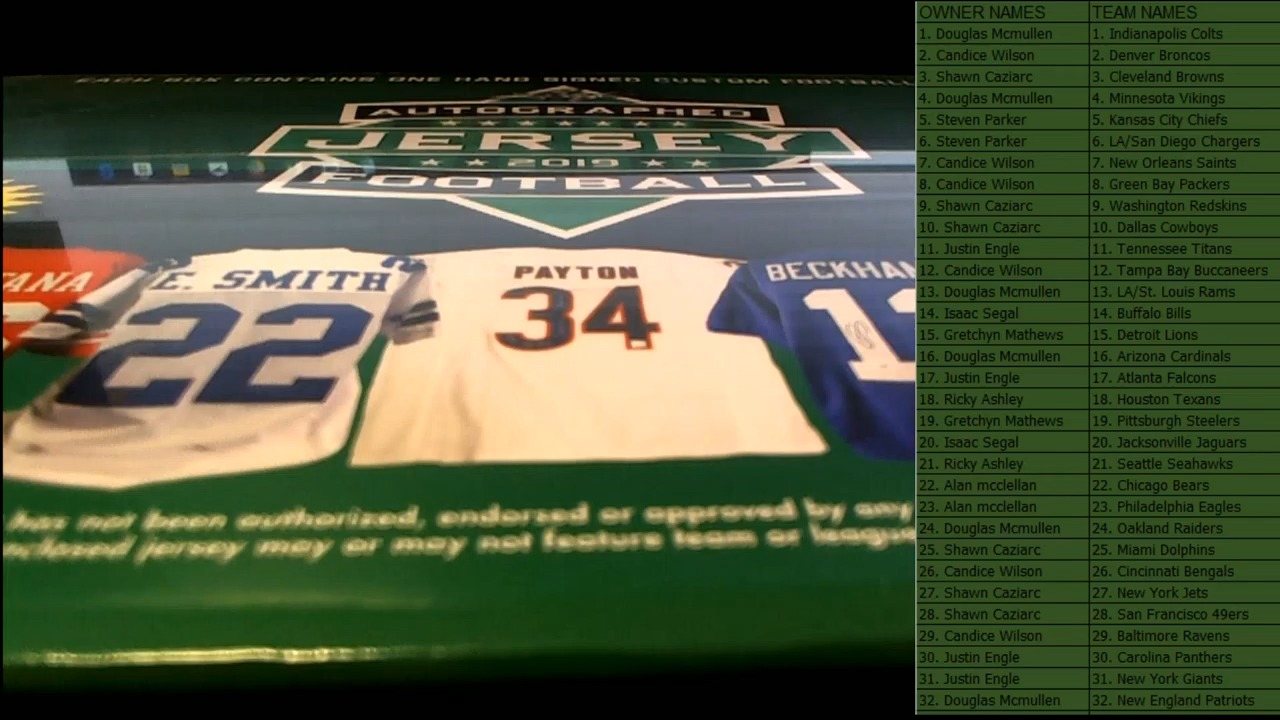 EACH BOX CONTAINS ONE HAND SIGNED CUSTOM FOOTBALL
AUTOGRAPHED
JERSEY
2019
FOOTBALL
TANA
E. SMITH
22
PAYTON
34
BECKHAM
1
has not been authorized, endorsed or approved by any
nclosed jersey may or may not feature team or league
OWNER NAMES TEAM NAMES
1. Douglas Mcmullen 1. Indianapolis Colts
2. Candice Wilson 2. Denver Broncos
3. Shawn Caziarc 3. Cleveland Browns
4. Douglas Mcmullen 4. Minnesota Vikings
5. Steven Parker 5. Kansas City Chiefs
6. Steven Parker 6. LA/San Diego Chargers
7. Candice Wilson 7. New Orleans Saints
8. Candice Wilson 8. Green Bay Packers
9. Shawn Caziarc 9. Washington Redskins
10. Shawn Caziarc 10. Dallas Cowboys
11. Justin Engle 11. Tennessee Titans
12. Candice Wilson 12. Tampa Bay Buccaneers
13. Douglas Mcmullen 13. LA/St. Louis Rams
14. Isaac Segal 14. Buffalo Bills
15. Gretchyn Mathews 15. Detroit Lions
16. Douglas Mcmullen 16. Arizona Cardinals
17. Justin Engle 17. Atlanta Falcons
18. Ricky Ashley 18. Houston Texans
19. Gretchyn Mathews 19. Pittsburgh Steelers
20. Isaac Segal 20. Jacksonville Jaguars
21. Ricky Ashley 21. Seattle Seahawks
22. Alan mcclellan 22. Chicago Bears
23. Alan mcclellan 23. Philadelphia Eagles
24. Douglas Mcmullen 24. Oakland Raiders
25. Shawn Caziarc 25. Miami Dolphins
26. Candice Wilson 26. Cincinnati Bengals
27. Shawn Caziarc 27. New York Jets
28. Shawn Caziarc 28. San Francisco 49ers
29. Candice Wilson 29. Baltimore Ravens
30. Justin Engle 30. Carolina Panthers
31. Justin Engle 31. New York Giants
32. Douglas Mcmullen 32. New England Patriots